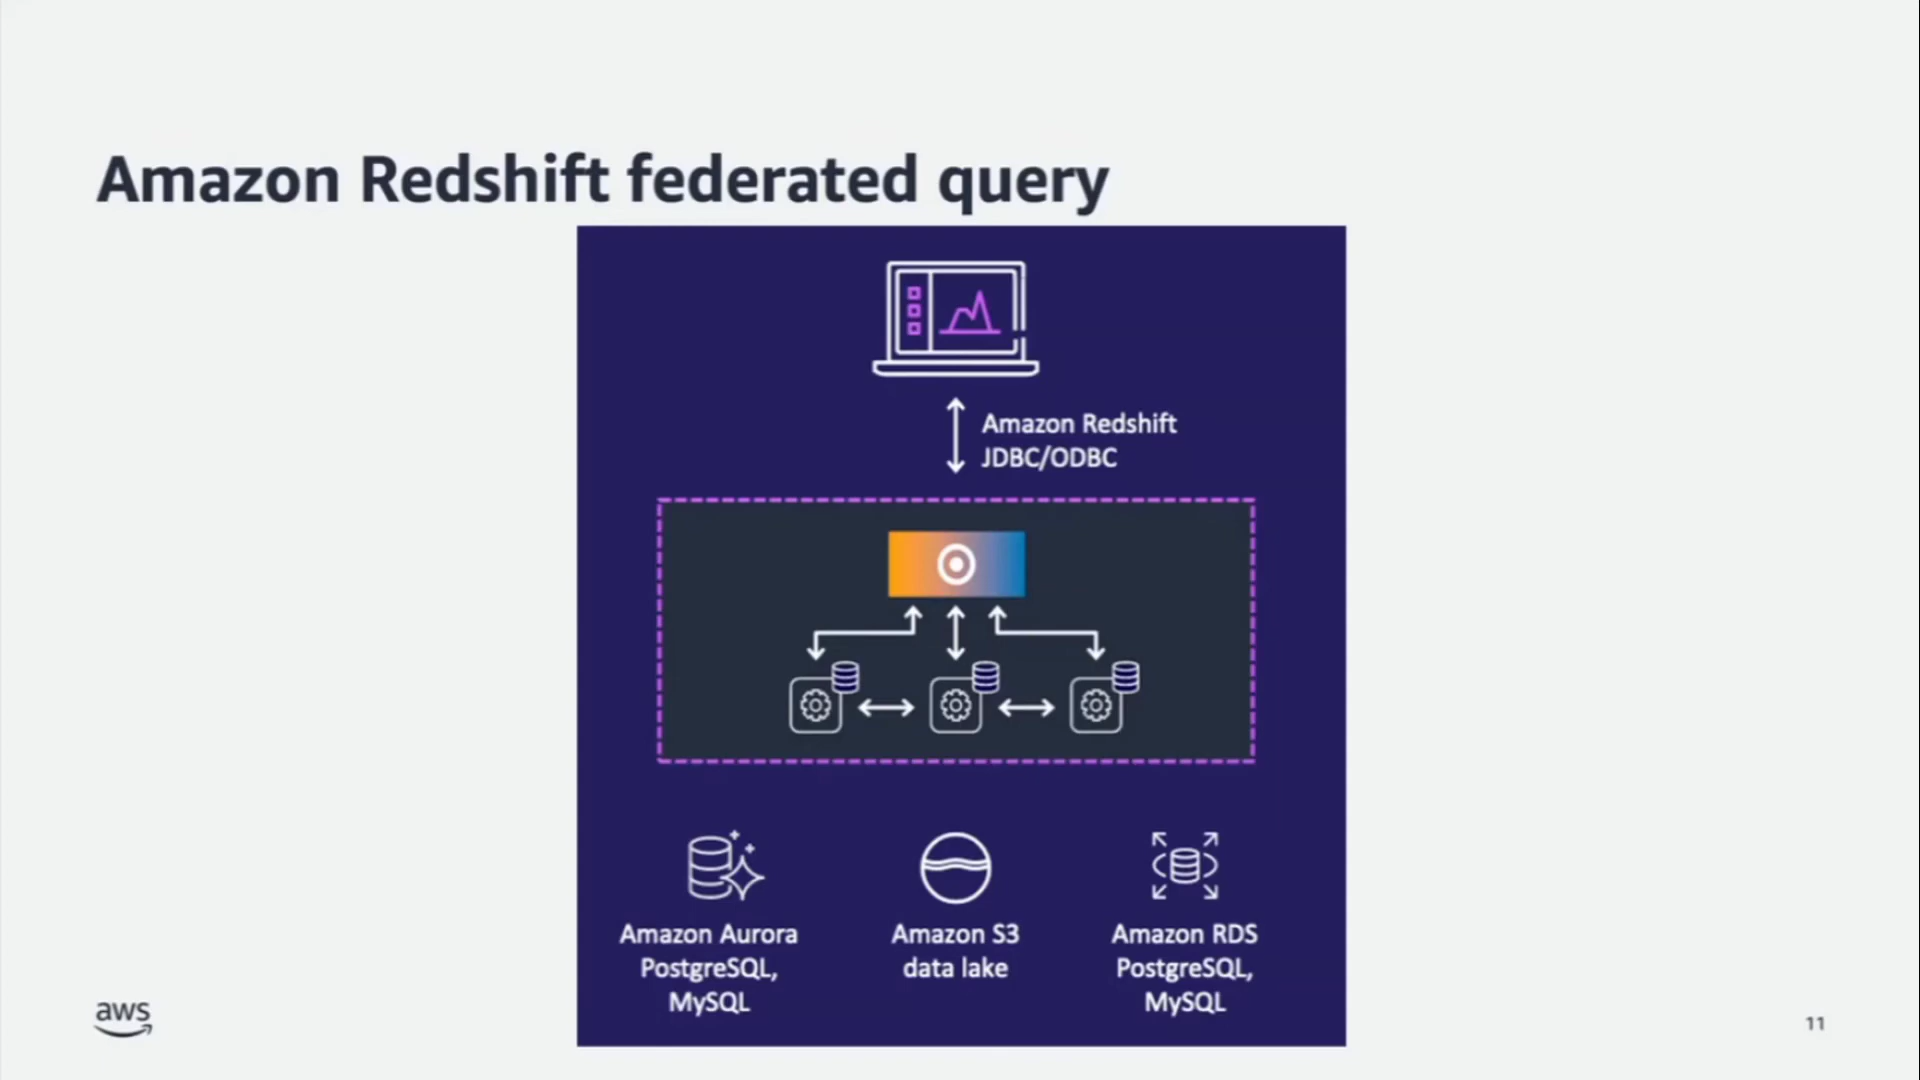 Amazon Redshift federated query
Amazon Redshift
JDBC/ODBC
Amazon Aurora
PostgreSQL,
MySQL
Amazon S3
data lake
Amazon RDS
PostgreSQL,
MySQL
aws
11